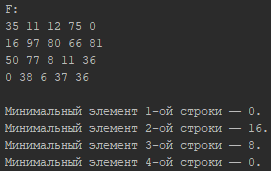 F:
35 11 12 75 0
16 97 80 66 81
50 77 8 11 36
0 38 6 37 36
Минимальный элемент 1-ой строки — 0.
Минимальный элемент 2-ой строки — 16.
Минимальный элемент 3-ой строки — 8.
Минимальный элемент 4-ой строки — 0.